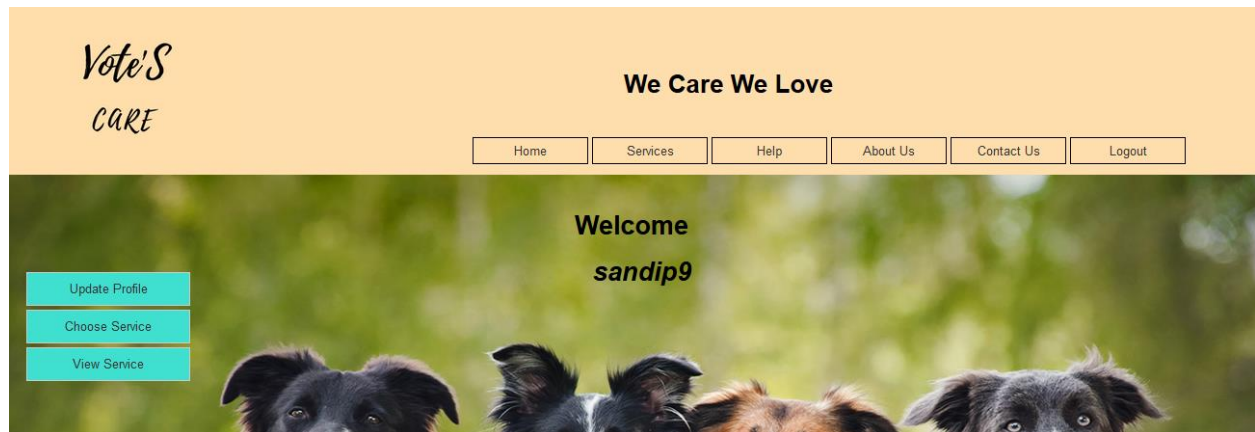 Vote'S
CARE
We Care We Love
Home Services Help About Us Contact Us Logout
Welcome
sandip9
Update Profile
Choose Service
View Service